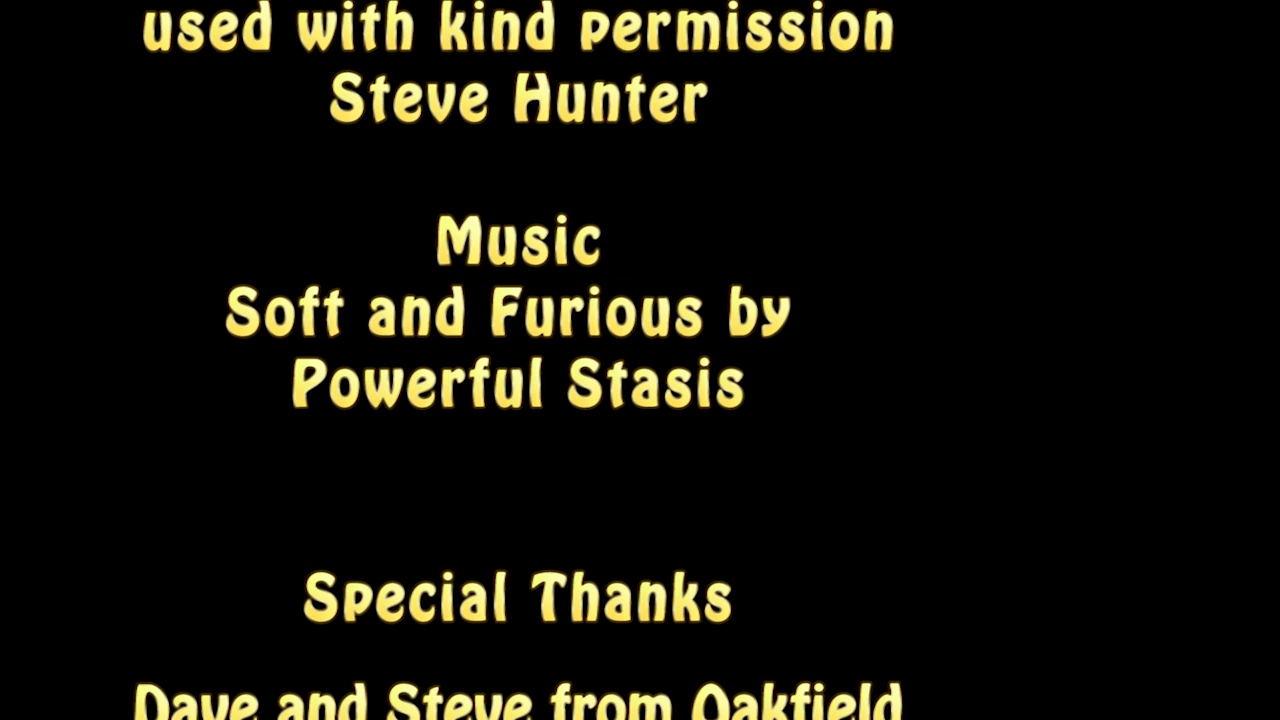 used with kind permission
Steve Hunter
Music
Soft and Furious by
Powerful Stasis
Special Thanks
Dave and Steve from Oakfield